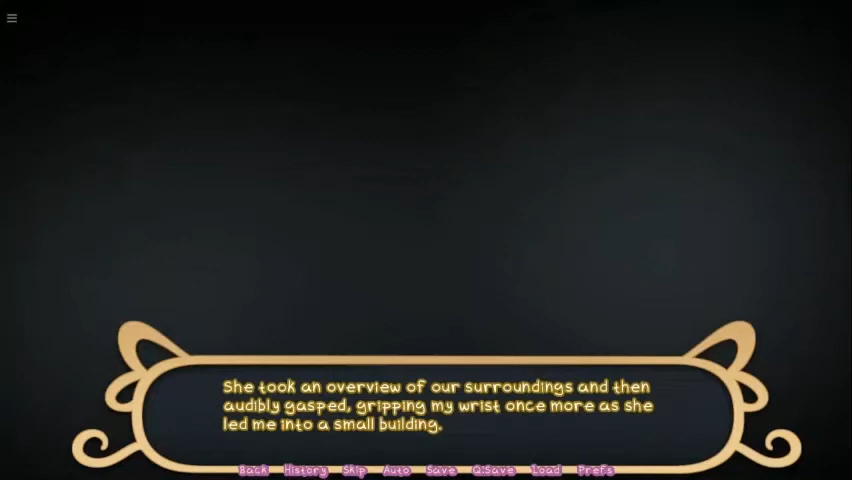 She took an overview of our surroundings and then
audibly gasped, gripping my wrist once more as she
led me into a small building.
Back History Skip Auto Save Q.Save Load Prefs